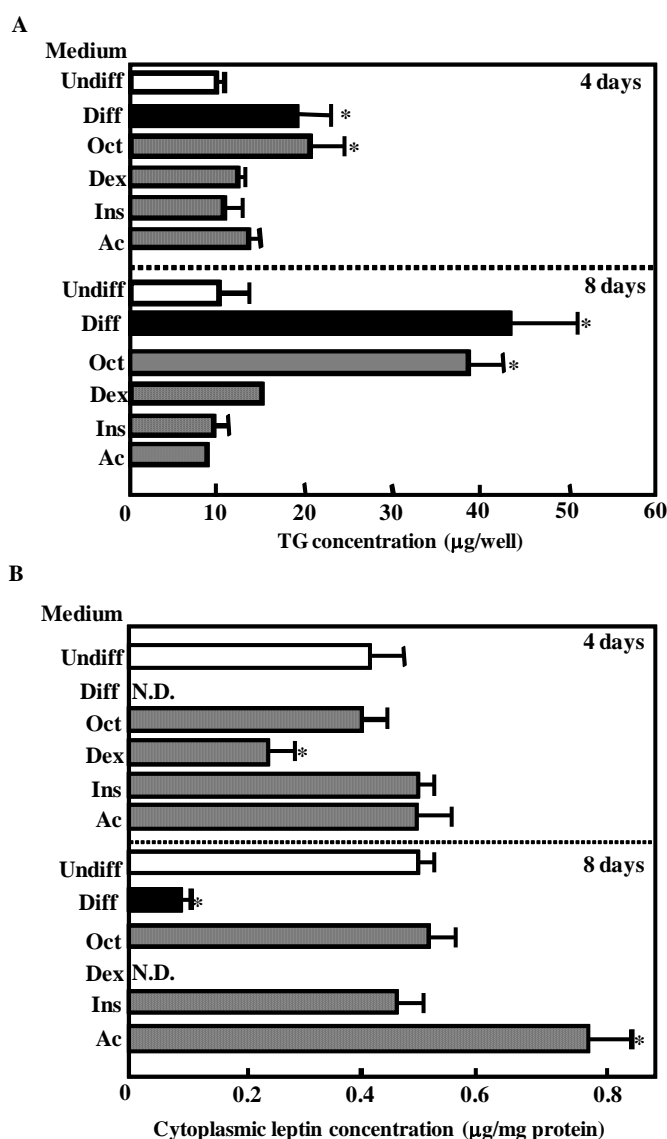 A
Medium
Undiff 4 days
Diff *
Oct *
Dex
Ins
Ac
Undiff 8 days
Diff *
Oct *
Dex
Ins
Ac
0 10 20 30 40 50 60
TG concentration (μg/well)
B
Medium
Undiff 4 days
Diff N.D.
Oct
Dex *
Ins
Ac
Undiff 8 days
Diff *
Oct
Dex N.D.
Ins
Ac *
0 0.2 0.4 0.6 0.8
Cytoplasmic leptin concentration (μg/mg protein)